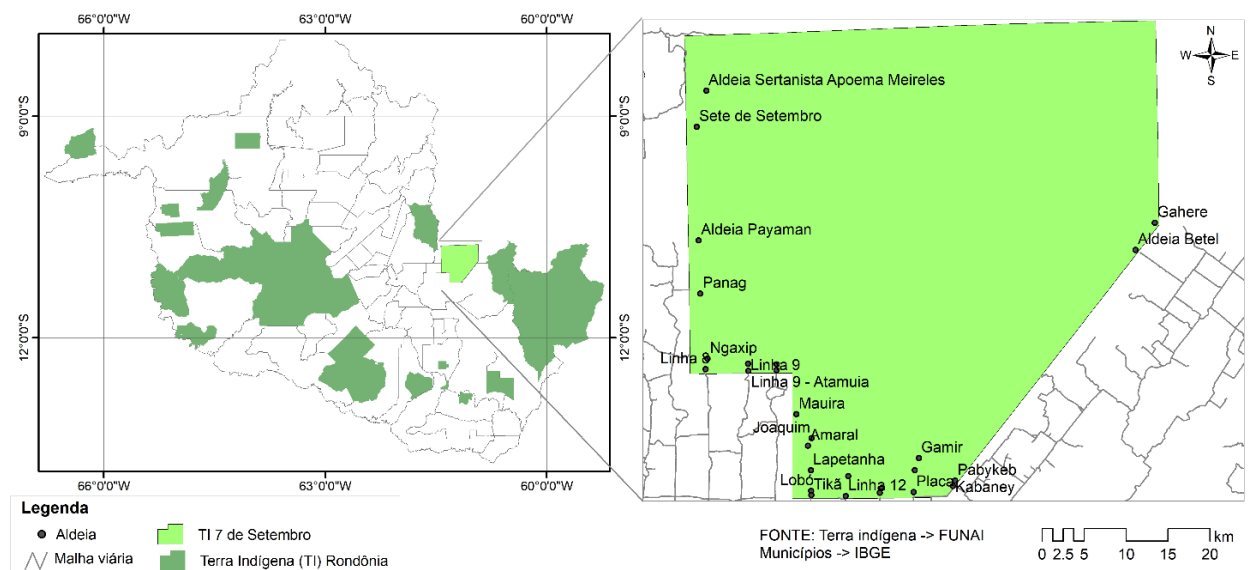 66°0'0"W
63°0'0"W
60°0'0"W
9°0'0"S
9°0'0"S
12°0'0"S
12°0'0"S
66°0'0"W
63°0'0"W
60°0'0"W
N
W
E
S
Aldeia Sertanista Apoema Meireles
Sete de Setembro
Gahere
Aldeia Payaman
Aldeia Betel
Panag
Ngaxip
Linha 9
Linha 9 - Atamuia
Mauira
Joaquim
Amaral
Lapetanha
Gamir
Lobó
Tikã
Linha 12
Placa
Pabykeb
Kabaney
Legenda
Aldeia
TI 7 de Setembro
Malha viária
Terra Indígena (TI) Rondônia
FONTE: Terra indígena -> FUNAI
Municípios -> IBGE
km
0 2.5 5 10 15 20